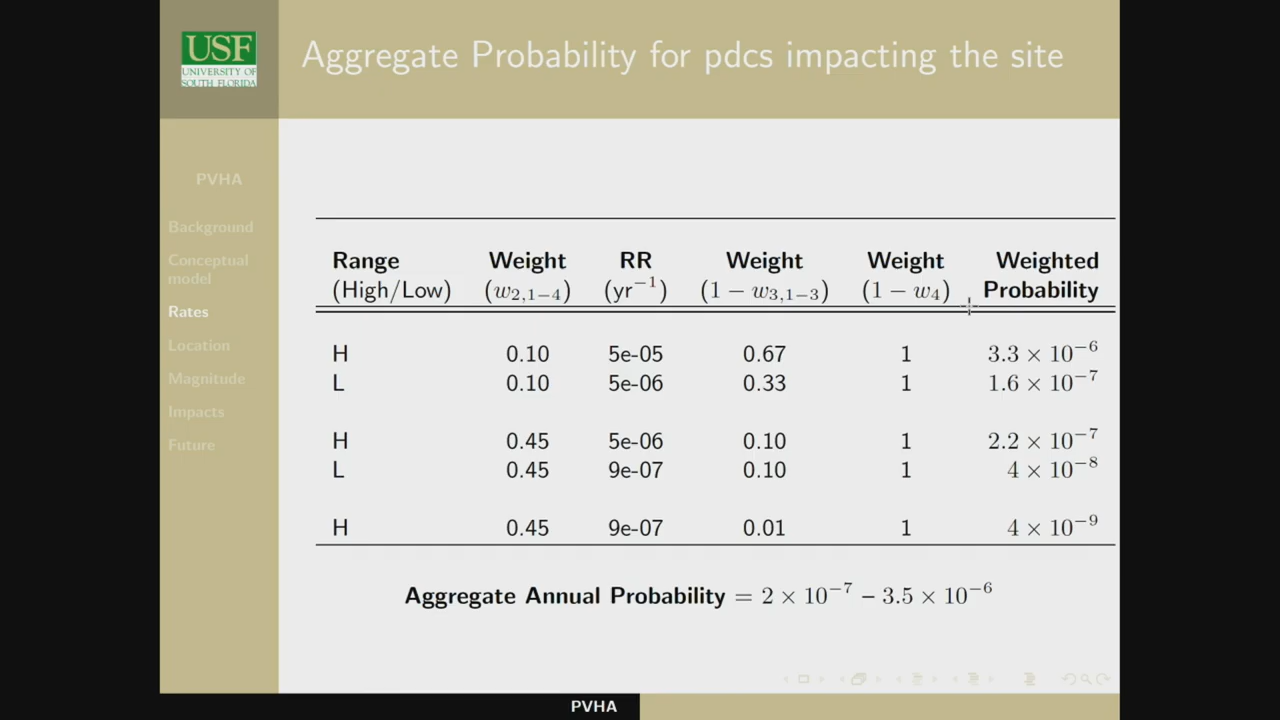 USF
UNIVERSITY OF
SOUTH FLORIDA
Aggregate Probability for pdcs impacting the site
PVHA
Background
Conceptual
model
Rates
Location
Magnitude
Impacts
Future
Range Weight RR Weight Weight Weighted
(High/Low) (w₂,₁₋₄) (yr⁻¹) (1 − w₃,₁₋₃) (1 − w₄) Probability
H 0.10 5e-05 0.67 1 3.3 × 10⁻⁶
L 0.10 5e-06 0.33 1 1.6 × 10⁻⁷
H 0.45 5e-06 0.10 1 2.2 × 10⁻⁷
L 0.45 9e-07 0.10 1 4 × 10⁻⁸
H 0.45 9e-07 0.01 1 4 × 10⁻⁹
Aggregate Annual Probability = 2 × 10⁻⁷ – 3.5 × 10⁻⁶
PVHA